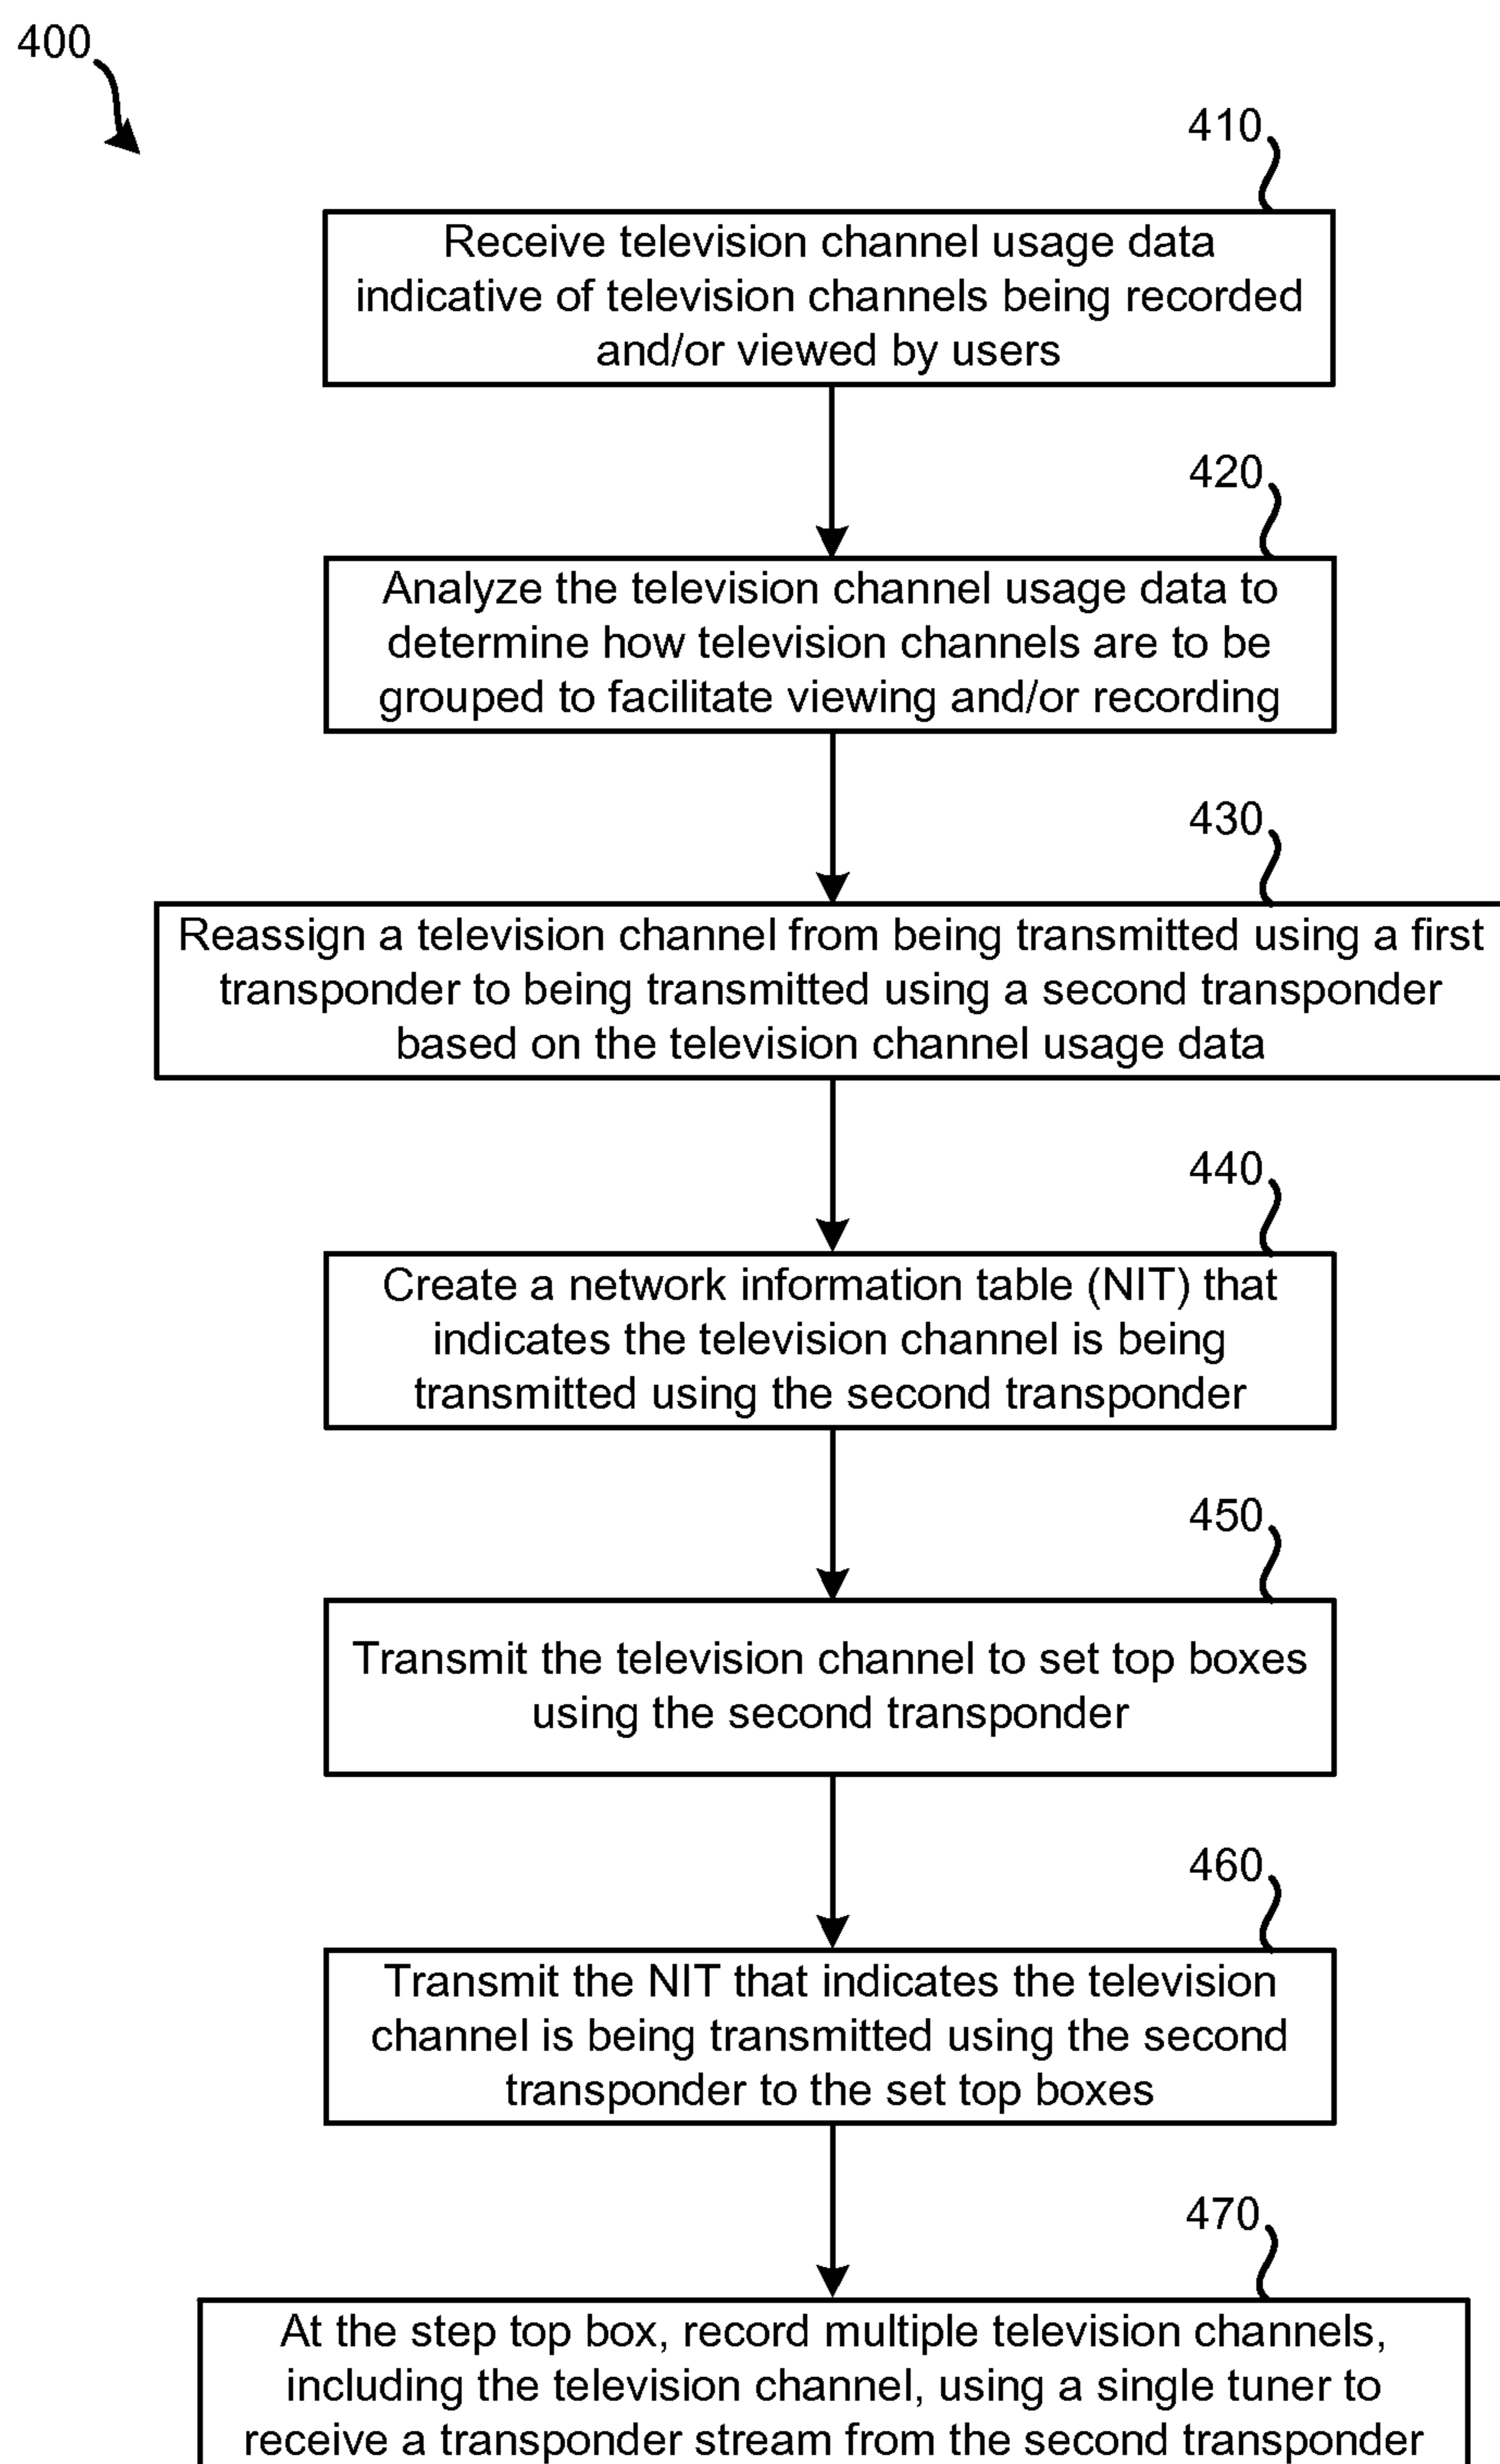 400
410
Receive television channel usage data
indicative of television channels being recorded
and/or viewed by users
420
Analyze the television channel usage data to
determine how television channels are to be
grouped to facilitate viewing and/or recording
430
Reassign a television channel from being transmitted using a first
transponder to being transmitted using a second transponder
based on the television channel usage data
440
Create a network information table (NIT) that
indicates the television channel is being
transmitted using the second transponder
450
Transmit the television channel to set top boxes
using the second transponder
460
Transmit the NIT that indicates the television
channel is being transmitted using the second
transponder to the set top boxes
470
At the step top box, record multiple television channels,
including the television channel, using a single tuner to
receive a transponder stream from the second transponder